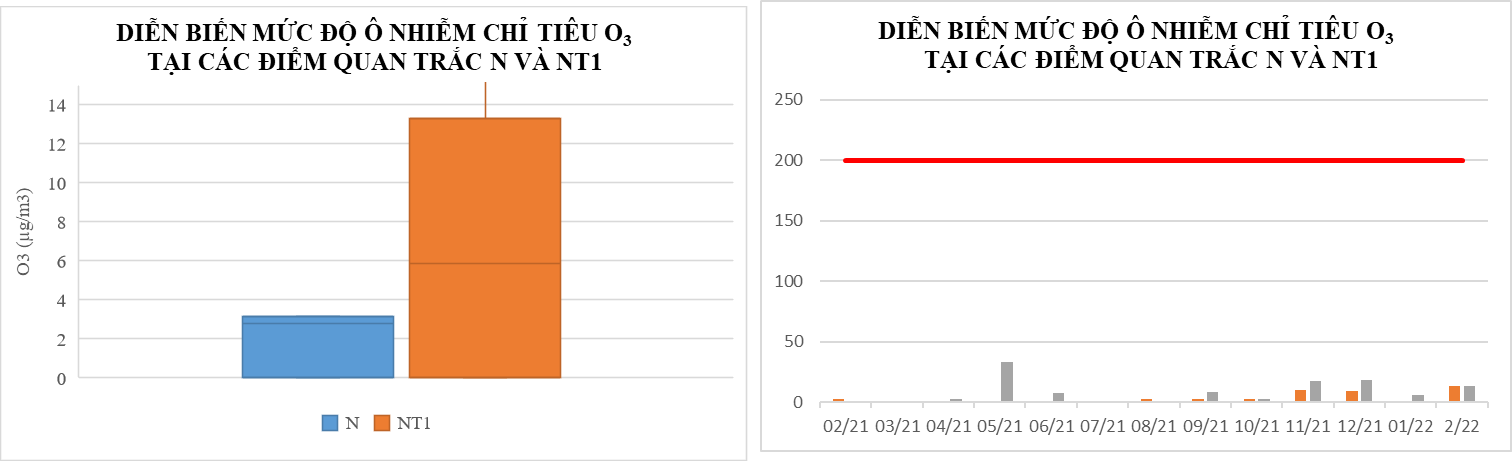 DIỄN BIẾN MỨC ĐỘ Ô NHIỄM CHỈ TIÊU O₃
TẠI CÁC ĐIỂM QUAN TRẮC N VÀ NT1
14
12
10
8
6
4
2
0
O3 (µg/m3)
N NT1
DIỄN BIẾN MỨC ĐỘ Ô NHIỄM CHỈ TIÊU O₃
TẠI CÁC ĐIỂM QUAN TRẮC N VÀ NT1
250
200
150
100
50
0
02/21 03/21 04/21 05/21 06/21 07/21 08/21 09/21 10/21 11/21 12/21 01/22 2/22